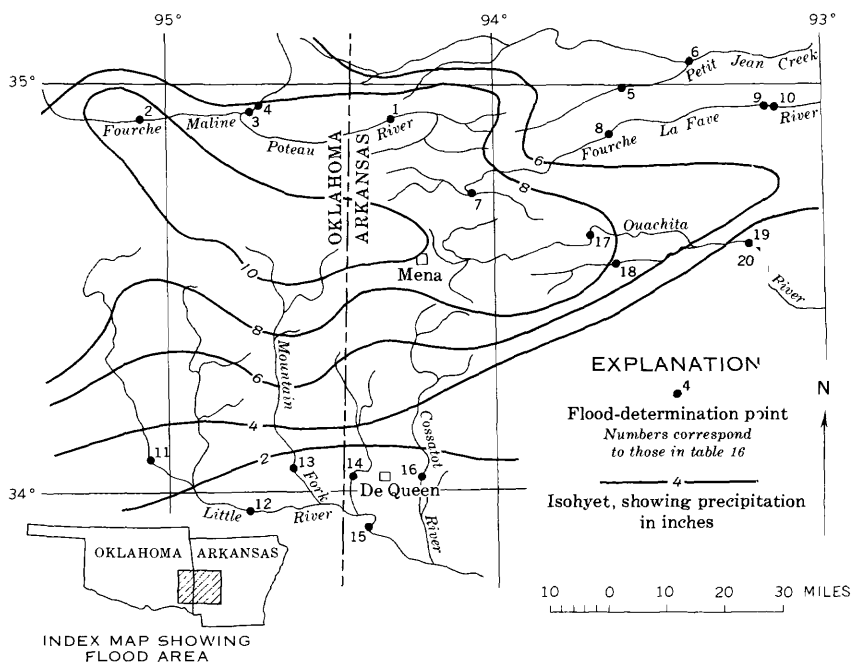 95°
94°
93°
35°
6
Petit Jean Creek
5
2
4
3
1
9
10
Fourche Maline
River
8
Fourche La Fave River
Poteau
6
8
7
OKLAHOMA
ARKANSAS
Ouachita
17
19
18
20
10
Mena
River
8
Mountain
6
EXPLANATION
4
Flood-determination point
Numbers correspond
to those in table 16
N
4
Cossatot
2
11
13
14
16
4
Isohyet, showing precipitation
in inches
34°
Fork
De Queen
12
Little River
River
15
OKLAHOMA
ARKANSAS
10 0 10 20 30 MILES
INDEX MAP SHOWING
FLOOD AREA